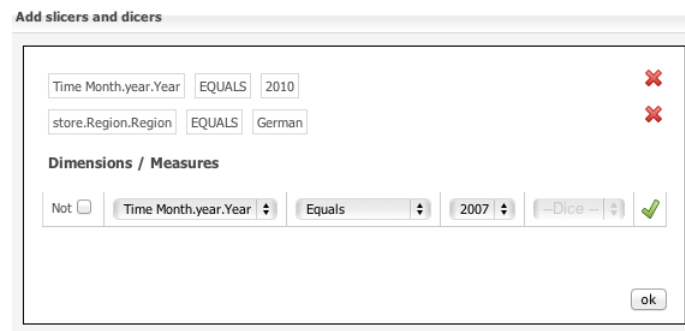 Add slicers and dicers
Time Month.year.Year EQUALS 2010
store.Region.Region EQUALS German
Dimensions / Measures
Not Time Month.year.Year Equals 2007 --Dice --
ok